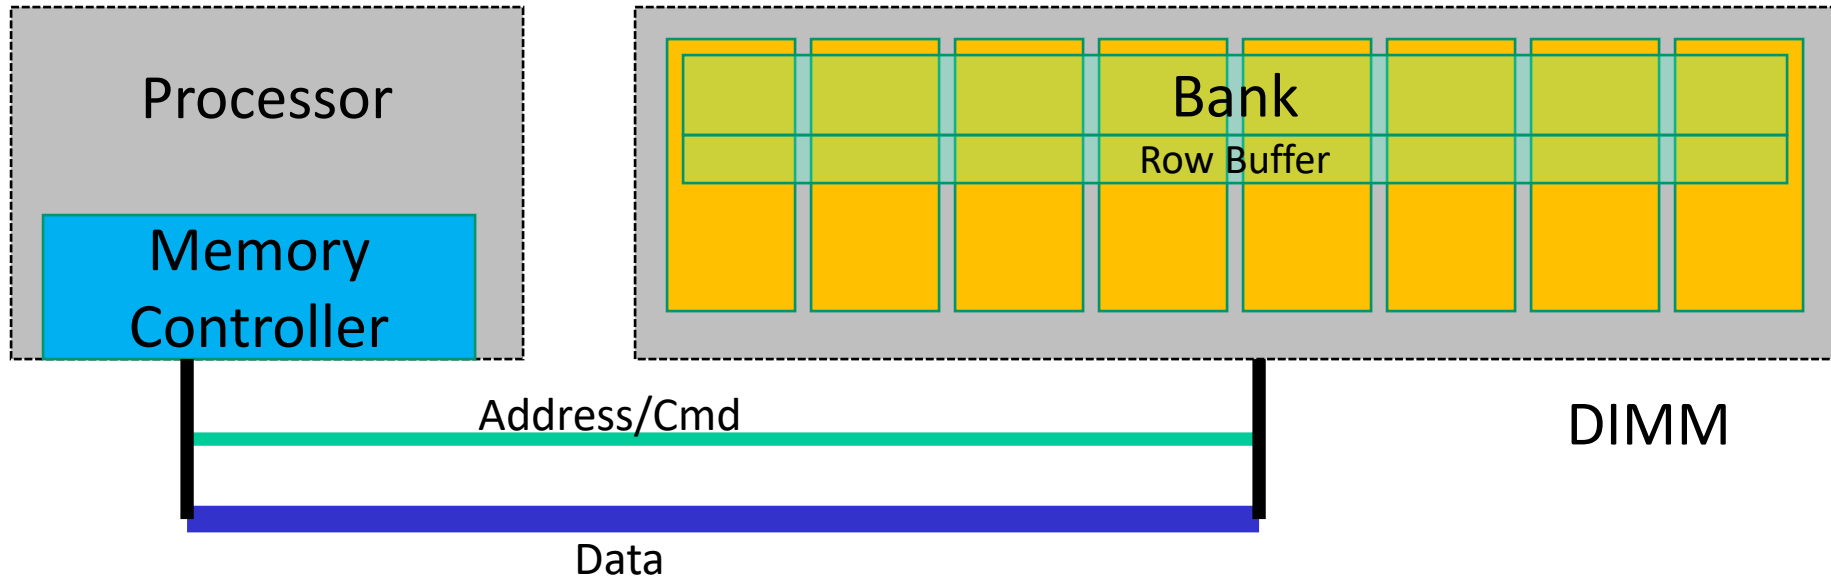 Processor
Memory
Controller
Bank
Row Buffer
Address/Cmd
DIMM
Data